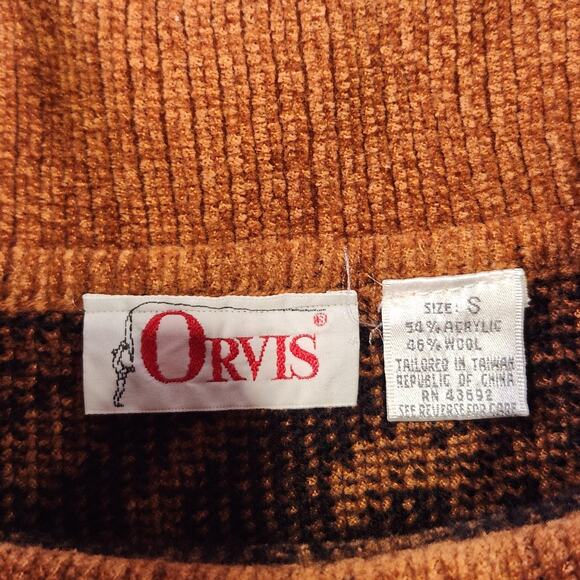 ORVIS®
SIZE: S
54% ACRYLIC
46% WOOL
TAILORED IN TAIWAN
REPUBLIC OF CHINA
RN 43692
SEE REVERSE FOR CARE